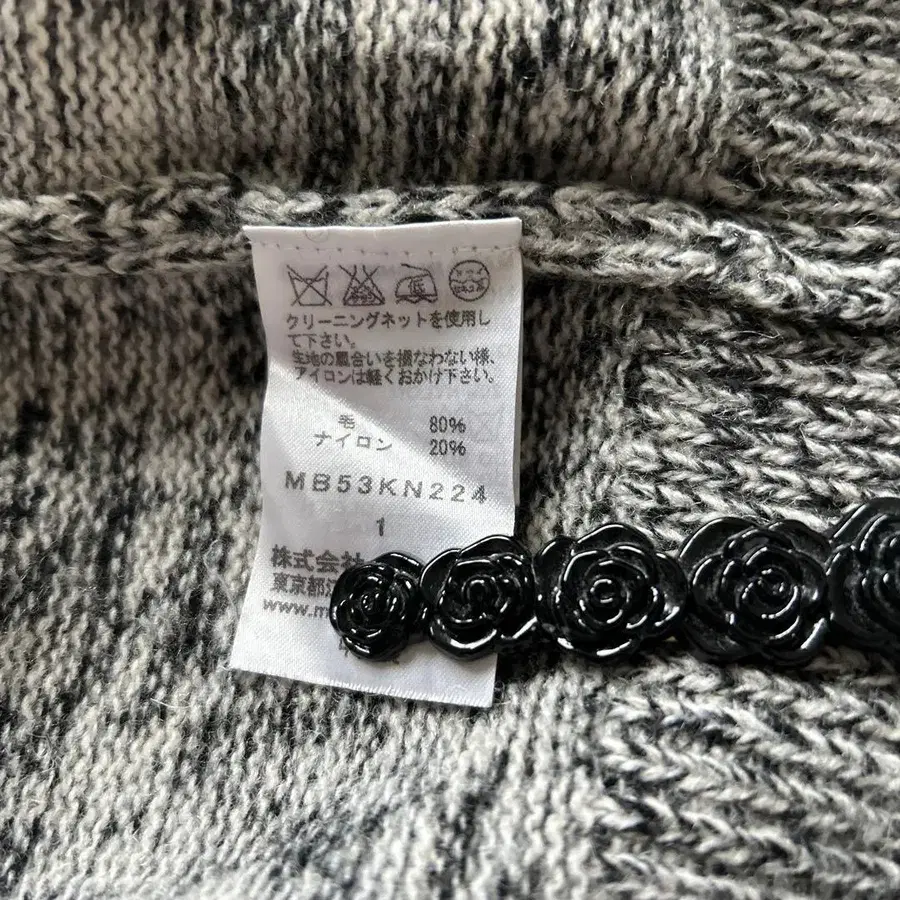 低
クリーニングネットを使用し
て下さい。
生地の風合いを損なわない様、
アイロンは軽くおかけ下さい。
毛 80%
ナイロン 20%
MB53KN224
1
株式会社
東京都
www.m